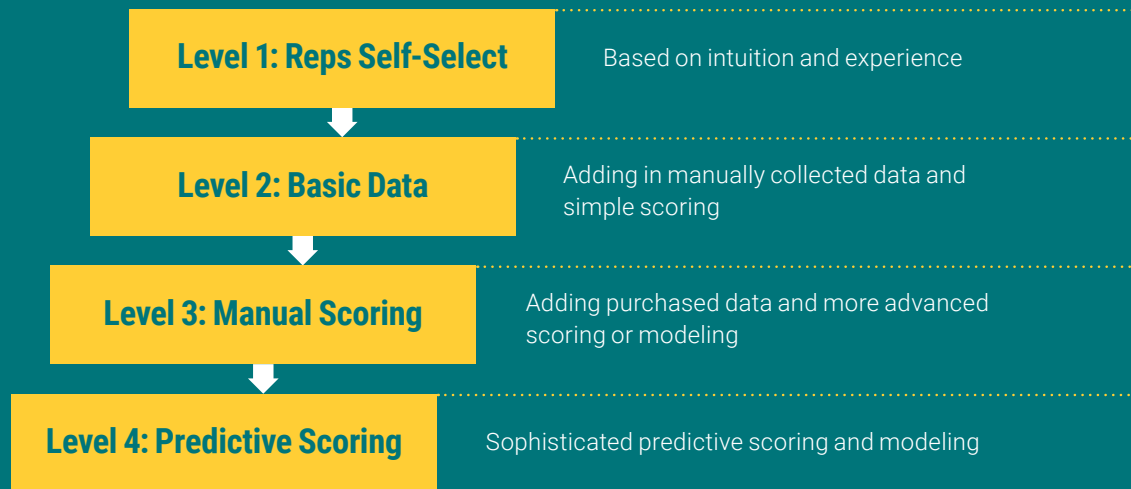 Level 1: Reps Self-Select
Based on intuition and experience
Level 2: Basic Data
Adding in manually collected data and
simple scoring
Level 3: Manual Scoring
Adding purchased data and more advanced
scoring or modeling
Level 4: Predictive Scoring
Sophisticated predictive scoring and modeling